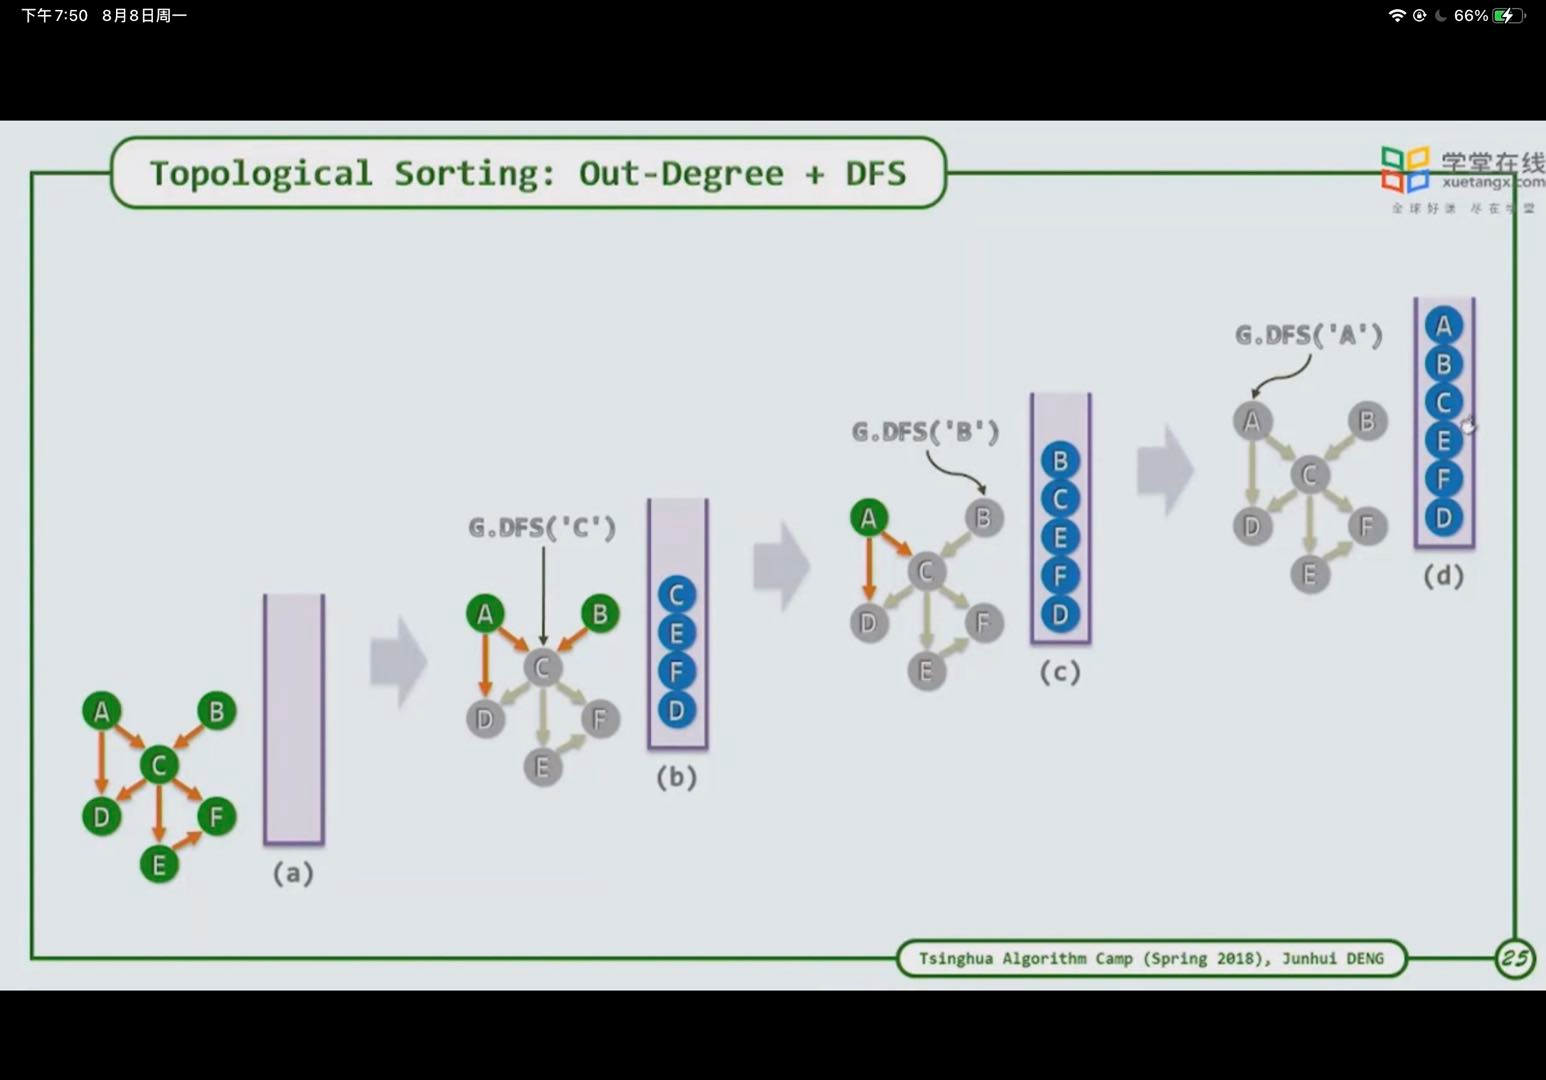 下午7:50 8月8日周一
66%
Topological Sorting: Out-Degree + DFS
学堂在线
xuetangx.com
全球好课 尽在学堂
A
B
C
D
F
E
(a)
G.DFS('C')
A
B
C
D
F
E
C
E
F
D
(b)
G.DFS('B')
A
B
C
D
F
E
B
C
E
F
D
(c)
G.DFS('A')
A
B
C
D
F
E
A
B
C
E
F
D
(d)
Tsinghua Algorithm Camp (Spring 2018), Junhui DENG
25